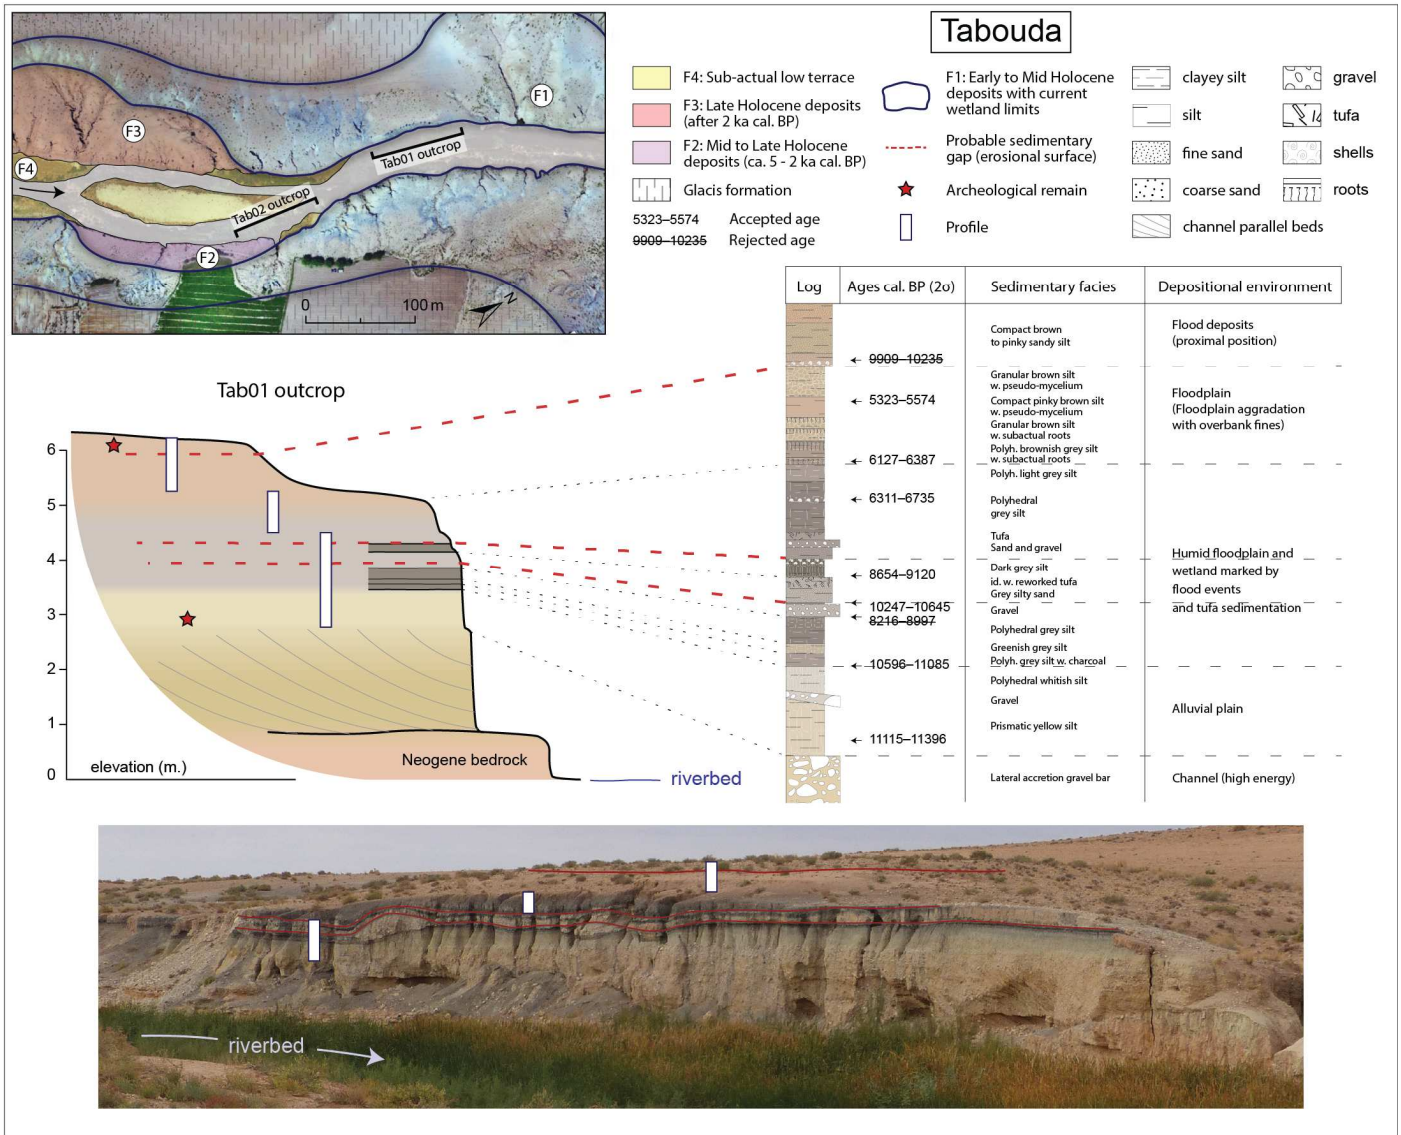 Tabouda
F1
F3
F4
F2
Tab01 outcrop
Tab02 outcrop
0
100 m
N
F4: Sub-actual low terrace
F3: Late Holocene deposits
(after 2 ka cal. BP)
F2: Mid to Late Holocene
deposits (ca. 5 - 2 ka cal. BP)
Glacis formation
5323–5574 Accepted age
9909–10235 Rejected age
F1: Early to Mid Holocene
deposits with current
wetland limits
Probable sedimentary
gap (erosional surface)
Archeological remain
Profile
clayey silt
silt
fine sand
coarse sand
channel parallel beds
gravel
tufa
shells
roots
Tab01 outcrop
6
5
4
3
2
1
0
elevation (m.)
Neogene bedrock
riverbed
Log
Ages cal. BP (2σ)
Sedimentary facies
Depositional environment
9909–10235
5323–5574
6127–6387
6311–6735
8654–9120
10247–10645
8216–8997
10596–11085
11115–11396
Compact brown
to pinky sandy silt
Granular brown silt
w. pseudo-mycelium
Compact pinky brown silt
w. pseudo-mycelium
Granular brown silt
w. subactual roots
Polyh. brownish grey silt
w. subactual roots
Polyh. light grey silt
Polyhedral
grey silt
Tufa
Sand and gravel
Dark grey silt
id. w. reworked tufa
Grey silty sand
Gravel
Polyhedral grey silt
Greenish grey silt
Polyh. grey silt w. charcoal
Polyhedral whitish silt
Gravel
Prismatic yellow silt
Lateral accretion gravel bar
Flood deposits
(proximal position)
Floodplain
(Floodplain aggradation
with overbank fines)
Humid floodplain and
wetland marked by
flood events
and tufa sedimentation
Alluvial plain
Channel (high energy)
riverbed